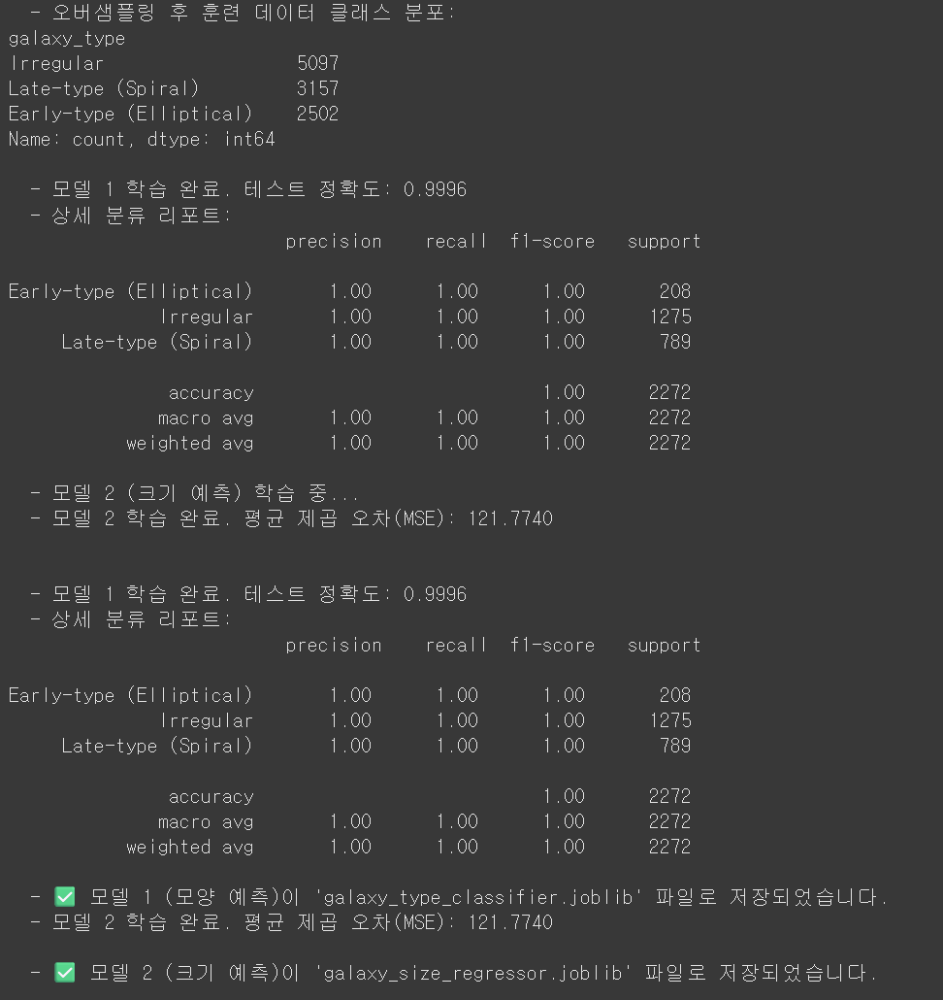 - 오버샘플링 후 훈련 데이터 클래스 분포:
galaxy_type
Irregular 5097
Late-type (Spiral) 3157
Early-type (Elliptical) 2502
Name: count, dtype: int64
- 모델 1 학습 완료. 테스트 정확도: 0.9996
- 상세 분류 리포트:
precision recall f1-score support
Early-type (Elliptical) 1.00 1.00 1.00 208
Irregular 1.00 1.00 1.00 1275
Late-type (Spiral) 1.00 1.00 1.00 789
accuracy 1.00 2272
macro avg 1.00 1.00 1.00 2272
weighted avg 1.00 1.00 1.00 2272
- 모델 2 (크기 예측) 학습 중...
- 모델 2 학습 완료. 평균 제곱 오차(MSE): 121.7740
- 모델 1 학습 완료. 테스트 정확도: 0.9996
- 상세 분류 리포트:
precision recall f1-score support
Early-type (Elliptical) 1.00 1.00 1.00 208
Irregular 1.00 1.00 1.00 1275
Late-type (Spiral) 1.00 1.00 1.00 789
accuracy 1.00 2272
macro avg 1.00 1.00 1.00 2272
weighted avg 1.00 1.00 1.00 2272
- ✅ 모델 1 (모양 예측)이 'galaxy_type_classifier.joblib' 파일로 저장되었습니다.
- 모델 2 학습 완료. 평균 제곱 오차(MSE): 121.7740
- ✅ 모델 2 (크기 예측)이 'galaxy_size_regressor.joblib' 파일로 저장되었습니다.